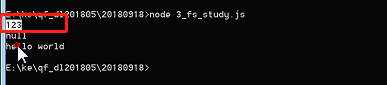 E:\ke\qf_dl201805\20180918>node 3_fs_study.js
123
null
hello world
E:\ke\qf_dl201805\20180918>